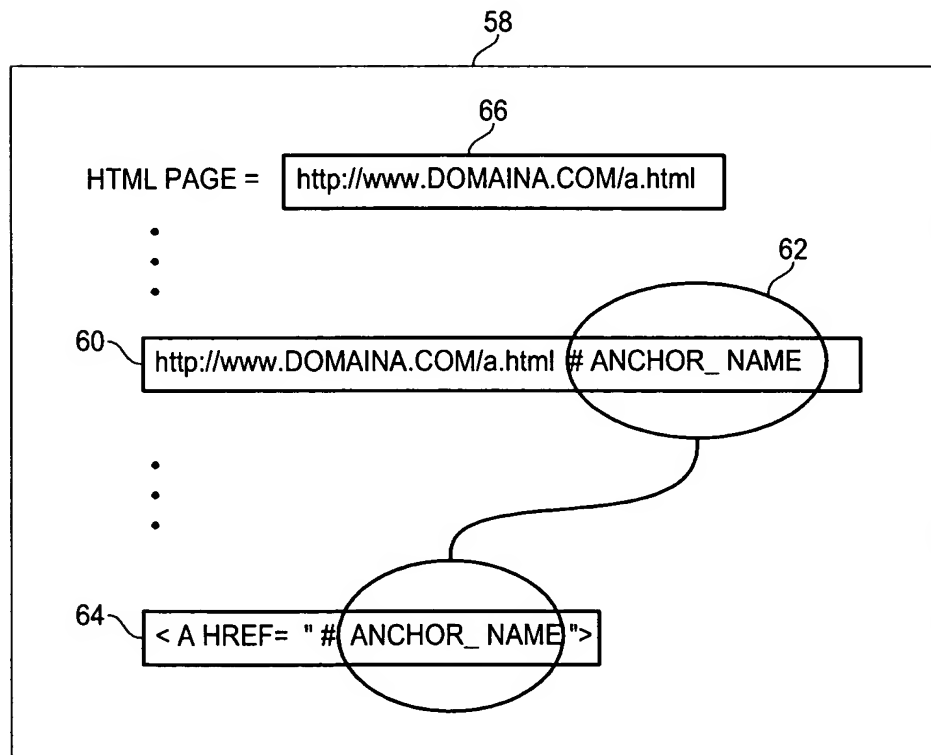 58
66
HTML PAGE = http://www.DOMAINA.COM/a.html
62
60
http://www.DOMAINA.COM/a.html # ANCHOR_ NAME
64
< A HREF= " # ANCHOR_ NAME ">